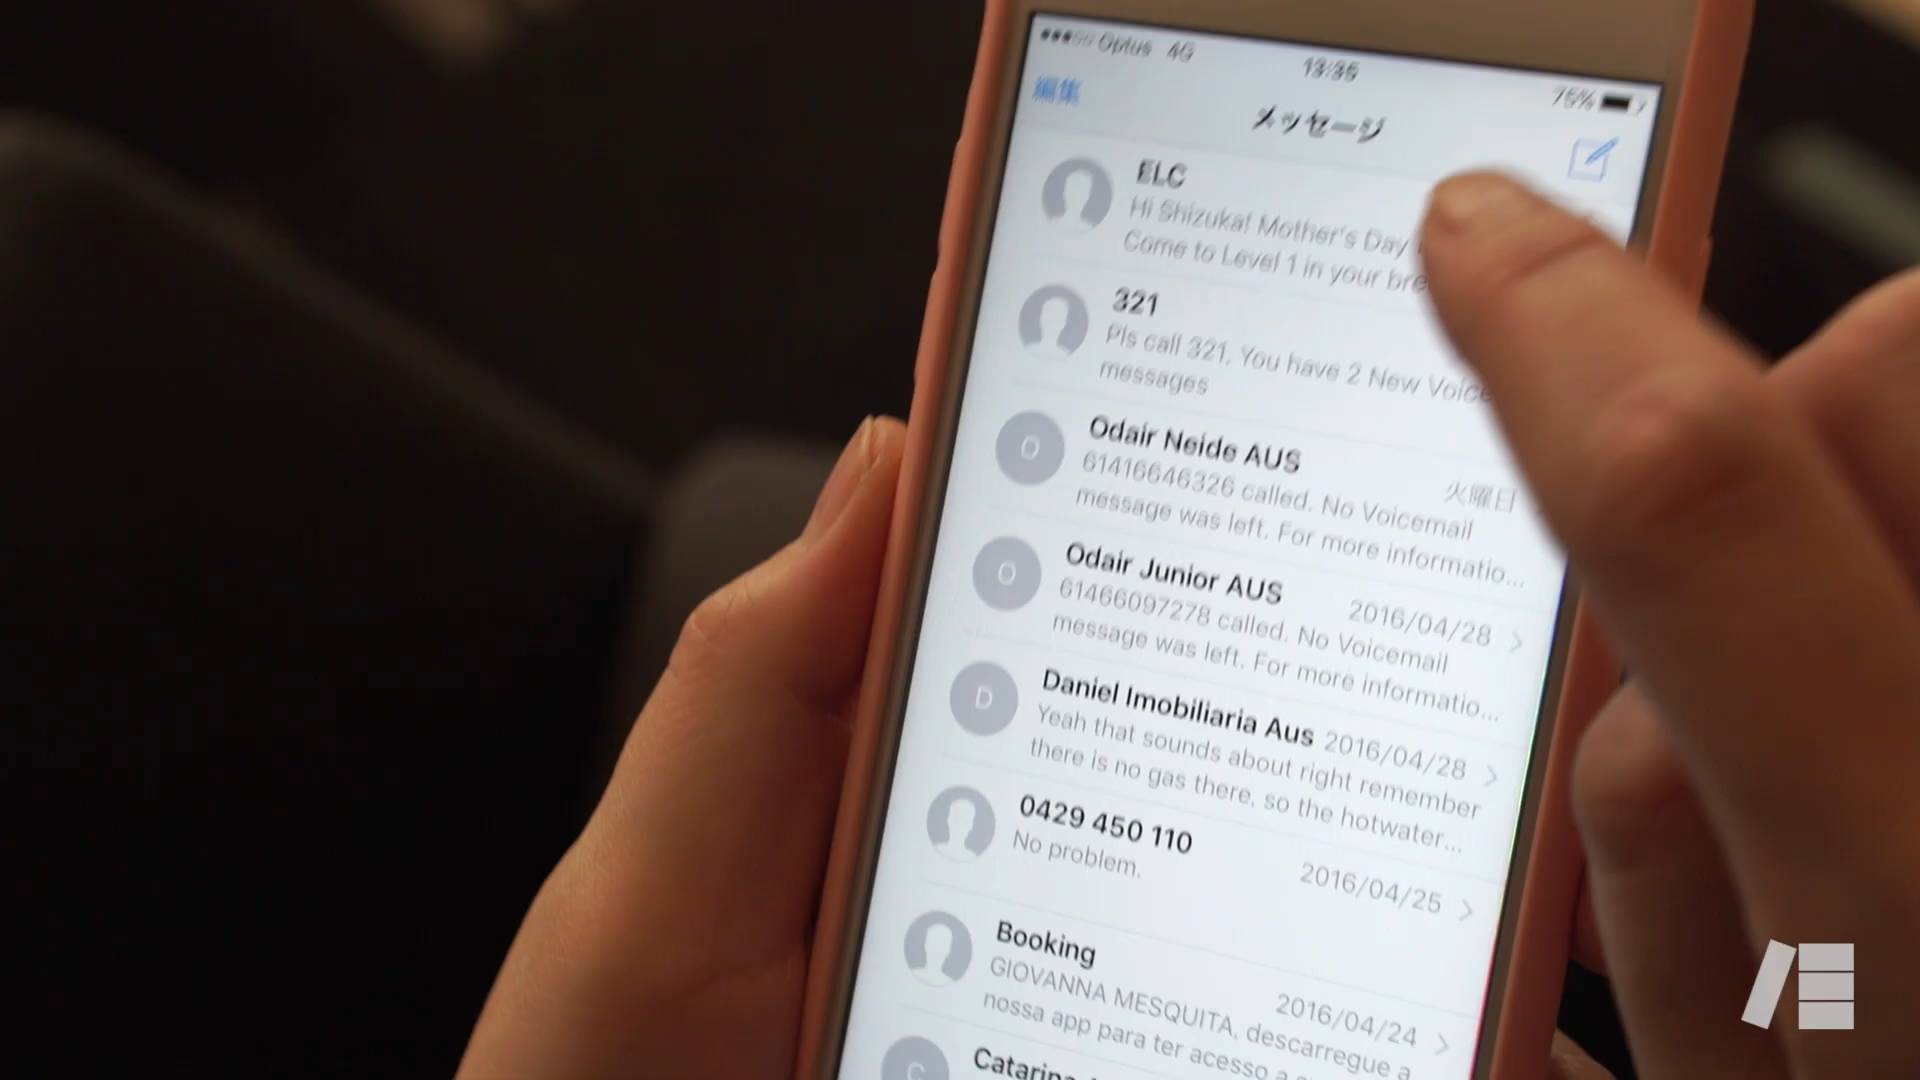 Optus 4G
13:35
75%
編集
メッセージ
ELC
Hi Shizuka! Mother's Day
Come to Level 1 in your
321
Pls call 321. You have 2 New
messages
Odair Neide AUS
火曜日
61416646326 called. No Voicemail
message was left. For more informatio...
Odair Junior AUS
2016/04/28
61466097278 called. No Voicemail
message was left. For more informatio...
Daniel Imobiliaria Aus 2016/04/28
Yeah that sounds about right remember
there is no gas there, so the hotwater...
0429 450 110
2016/04/25
No problem.
Booking
2016/04/24
GIOVANNA MESQUITA, descarregue a
nossa app para ter acesso a